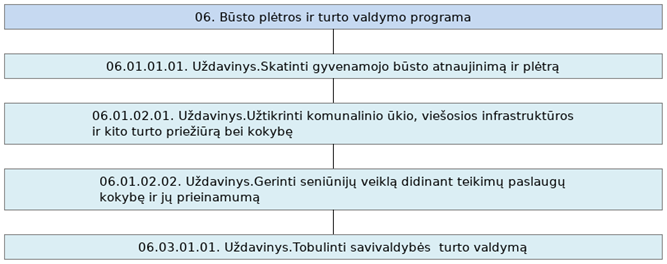 06. Būsto plėtros ir turto valdymo programa
06.01.01.01. Uždavinys.Skatinti gyvenamojo būsto atnaujinimą ir plėtrą
06.01.02.01. Uždavinys.Užtikrinti komunalinio ūkio, viešosios infrastruktūros
ir kito turto priežiūrą bei kokybę
06.01.02.02. Uždavinys.Gerinti seniūnijų veiklą didinant teikimų paslaugų
kokybę ir jų prieinamumą
06.03.01.01. Uždavinys.Tobulinti savivaldybės  turto valdymą